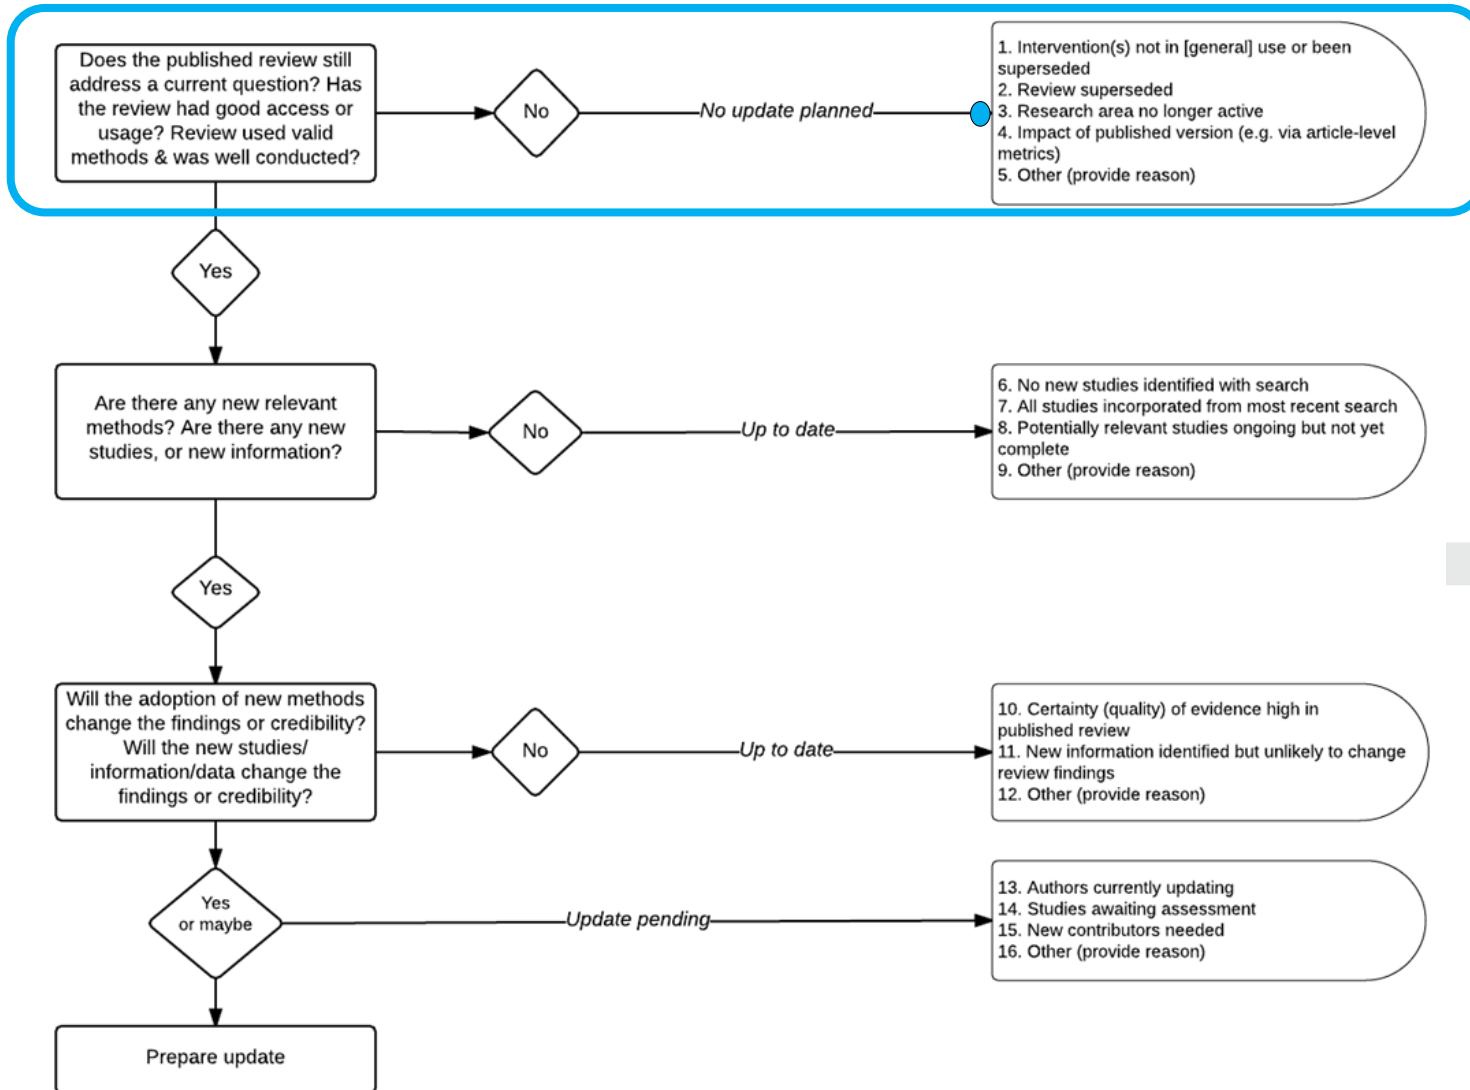 Does the published review still
address a current question? Has
the review had good access or
usage? Review used valid
methods & was well conducted?
No
No update planned
1. Intervention(s) not in [general] use or been
superseded
2. Review superseded
3. Research area no longer active
4. Impact of published version (e.g. via article-level
metrics)
5. Other (provide reason)
Yes
Are there any new relevant
methods? Are there any new
studies, or new information?
No
Up to date
6. No new studies identified with search
7. All studies incorporated from most recent search
8. Potentially relevant studies ongoing but not yet
complete
9. Other (provide reason)
Yes
Will the adoption of new methods
change the findings or credibility?
Will the new studies/
information/data change the
findings or credibility?
No
Up to date
10. Certainty (quality) of evidence high in
published review
11. New information identified but unlikely to change
review findings
12. Other (provide reason)
Yes
or maybe
Update pending
13. Authors currently updating
14. Studies awaiting assessment
15. New contributors needed
16. Other (provide reason)
Prepare update